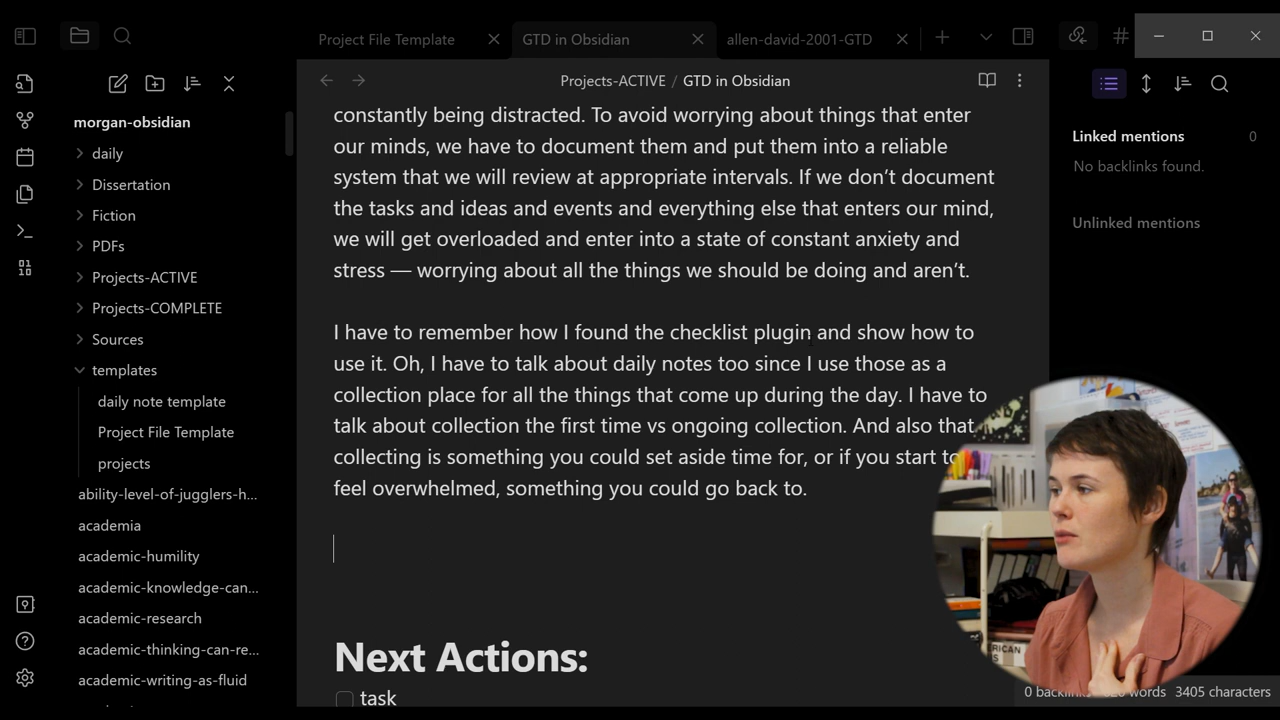 Project File Template
GTD in Obsidian
allen-david-2001-GTD
morgan-obsidian
daily
Dissertation
Fiction
PDFs
Projects-ACTIVE
Projects-COMPLETE
Sources
templates
daily note template
Project File Template
projects
ability-level-of-jugglers-h...
academia
academic-humility
academic-knowledge-can...
academic-research
academic-thinking-can-re...
academic-writing-as-fluid
Projects-ACTIVE / GTD in Obsidian
constantly being distracted. To avoid worrying about things that enter
our minds, we have to document them and put them into a reliable
system that we will review at appropriate intervals. If we don’t document
the tasks and ideas and events and everything else that enters our mind,
we will get overloaded and enter into a state of constant anxiety and
stress — worrying about all the things we should be doing and aren’t.
I have to remember how I found the checklist plugin and show how to
use it. Oh, I have to talk about daily notes too since I use those as a
collection place for all the things that come up during the day. I have to
talk about collection the first time vs ongoing collection. And also that
collecting is something you could set aside time for, or if you start to
feel overwhelmed, something you could go back to.
Next Actions:
task
Linked mentions 0
No backlinks found.
Unlinked mentions
0 words 3405 characters